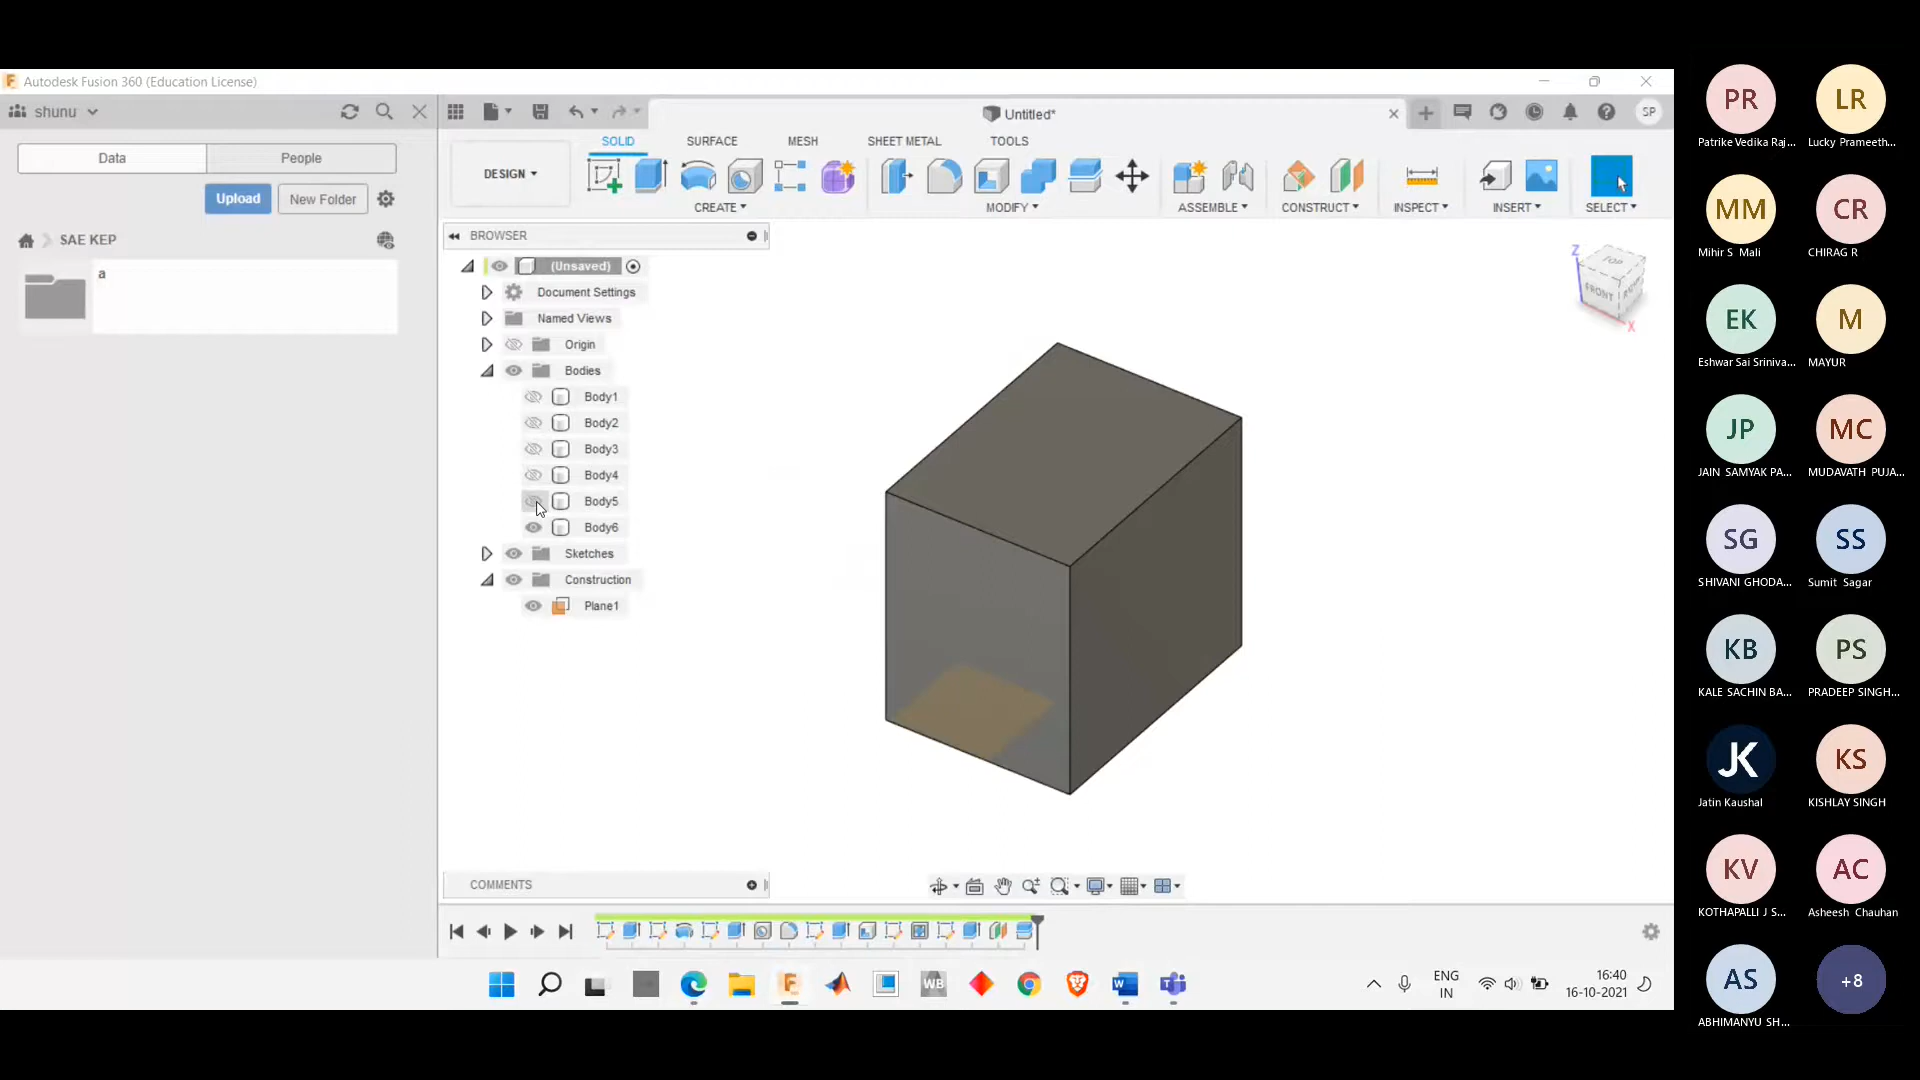 Autodesk Fusion 360 (Education License)
shunu
Untitled*
SP
Data
People
Upload
New Folder
SAE KEP
a
SOLID
SURFACE
MESH
SHEET METAL
TOOLS
DESIGN
CREATE
MODIFY
ASSEMBLE
CONSTRUCT
INSPECT
INSERT
SELECT
BROWSER
(Unsaved)
Document Settings
Named Views
Origin
Bodies
Body1
Body2
Body3
Body4
Body5
Body6
Sketches
Construction
Plane1
Z
TOP
FRONT
X
COMMENTS
WB
ENG
IN
16:40
16-10-2021
PR
Patrike Vedika Raj...
LR
Lucky Prameeth...
MM
Mihir S Mali
CR
CHIRAG R
EK
Eshwar Sai Sriniva...
M
MAYUR
JP
JAIN SAMYAK PA...
MC
MUDAVATH PUJA...
SG
SHIVANI GHODA...
SS
Sumit Sagar
KB
KALE SACHIN BA...
PS
PRADEEP SINGH...
JK
Jatin Kaushal
KS
KISHLAY SINGH
KV
KOTHAPALLI J S...
AC
Asheesh Chauhan
AS
ABHIMANYU SH...
+8